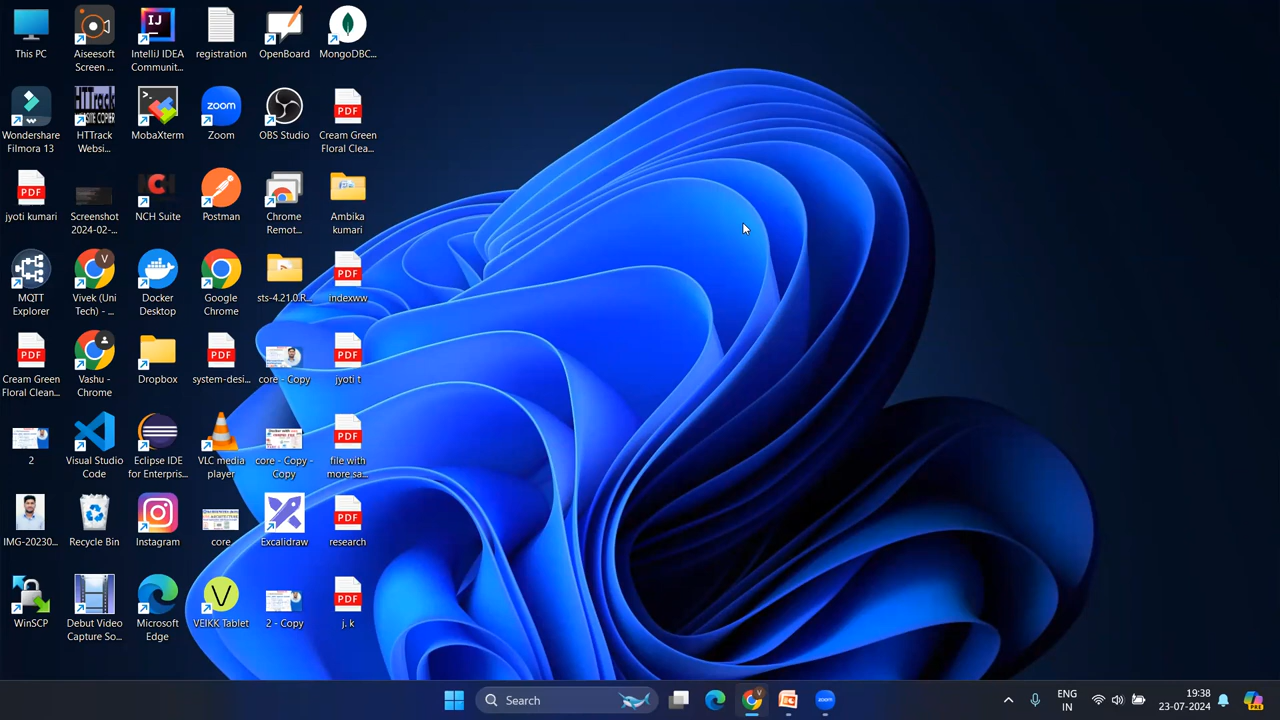 This PC
Aiseesoft
Screen ...
IntelliJ IDEA
Communit...
registration
OpenBoard
MongoDBC...
Wondershare
Filmora 13
HTTrack
Websi...
MobaXterm
Zoom
OBS Studio
Cream Green
Floral Clea...
jyoti kumari
Screenshot
2024-02-...
NCH Suite
Postman
Chrome
Remot...
Ambika
kumari
MQTT
Explorer
Vivek (Uni
Tech) - ...
Docker
Desktop
Google
Chrome
sts-4.21.0.R...
indexww
Cream Green
Floral Clean...
Vashu -
Chrome
Dropbox
system-desi...
core - Copy
jyoti t
2
Visual Studio
Code
Eclipse IDE
for Enterpris...
VLC media
player
core - Copy -
Copy
file with
more sa...
IMG-20230...
Recycle Bin
Instagram
core
Excalidraw
research
WinSCP
Debut Video
Capture So...
Microsoft
Edge
VEIKK Tablet
2 - Copy
j. k
Search
ENG
IN
19:38
23-07-2024